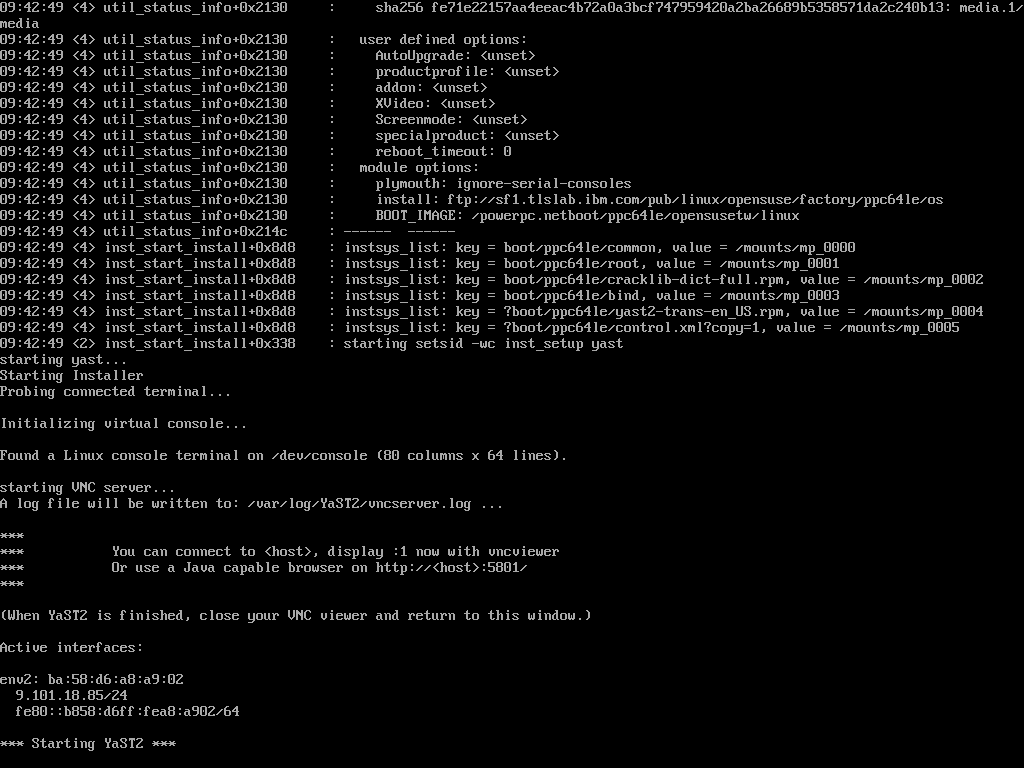 09:42:49 <4> util_status_info+0x2130     :     sha256 fe71e22157aa4eeac4b72a0a3bcf747959420a2ba26689b5358571da2c240b13: media.1/
media
09:42:49 <4> util_status_info+0x2130     :   user defined options:
09:42:49 <4> util_status_info+0x2130     :     AutoUpgrade: <unset>
09:42:49 <4> util_status_info+0x2130     :     productprofile: <unset>
09:42:49 <4> util_status_info+0x2130     :     addon: <unset>
09:42:49 <4> util_status_info+0x2130     :     XVideo: <unset>
09:42:49 <4> util_status_info+0x2130     :     Screenmode: <unset>
09:42:49 <4> util_status_info+0x2130     :     specialproduct: <unset>
09:42:49 <4> util_status_info+0x2130     :     reboot_timeout: 0
09:42:49 <4> util_status_info+0x2130     :   module options:
09:42:49 <4> util_status_info+0x2130     :     plymouth: ignore-serial-consoles
09:42:49 <4> util_status_info+0x2130     :     install: ftp://sf1.tlslab.ibm.com/pub/linux/opensuse/factory/ppc64le/os
09:42:49 <4> util_status_info+0x2130     :     BOOT_IMAGE: /powerpc.netboot/ppc64le/opensusetw/linux
09:42:49 <4> util_status_info+0x214c     : ------  ------
09:42:49 <4> inst_start_install+0x8d8    : instsys_list: key = boot/ppc64le/common, value = /mounts/mp_0000
09:42:49 <4> inst_start_install+0x8d8    : instsys_list: key = boot/ppc64le/root, value = /mounts/mp_0001
09:42:49 <4> inst_start_install+0x8d8    : instsys_list: key = boot/ppc64le/cracklib-dict-full.rpm, value = /mounts/mp_0002
09:42:49 <4> inst_start_install+0x8d8    : instsys_list: key = boot/ppc64le/bind, value = /mounts/mp_0003
09:42:49 <4> inst_start_install+0x8d8    : instsys_list: key = ?boot/ppc64le/yast2-trans-en_US.rpm, value = /mounts/mp_0004
09:42:49 <4> inst_start_install+0x8d8    : instsys_list: key = ?boot/ppc64le/control.xml?copy=1, value = /mounts/mp_0005
09:42:49 <2> inst_start_install+0x338    : starting setsid -wc inst_setup yast
starting yast...
Starting Installer
Probing connected terminal...

Initializing virtual console...

Found a Linux console terminal on /dev/console (80 columns x 64 lines).

starting VNC server...
A log file will be written to: /var/log/YaST2/vncserver.log ...

***
***           You can connect to <host>, display :1 now with vncviewer
***           Or use a Java capable browser on http://<host>:5801/
***

(When YaST2 is finished, close your VNC viewer and return to this window.)

Active interfaces:

env2: ba:58:d6:a8:a9:02
  9.101.18.85/24
  fe80::b858:d6ff:fea8:a902/64

*** Starting YaST2 ***